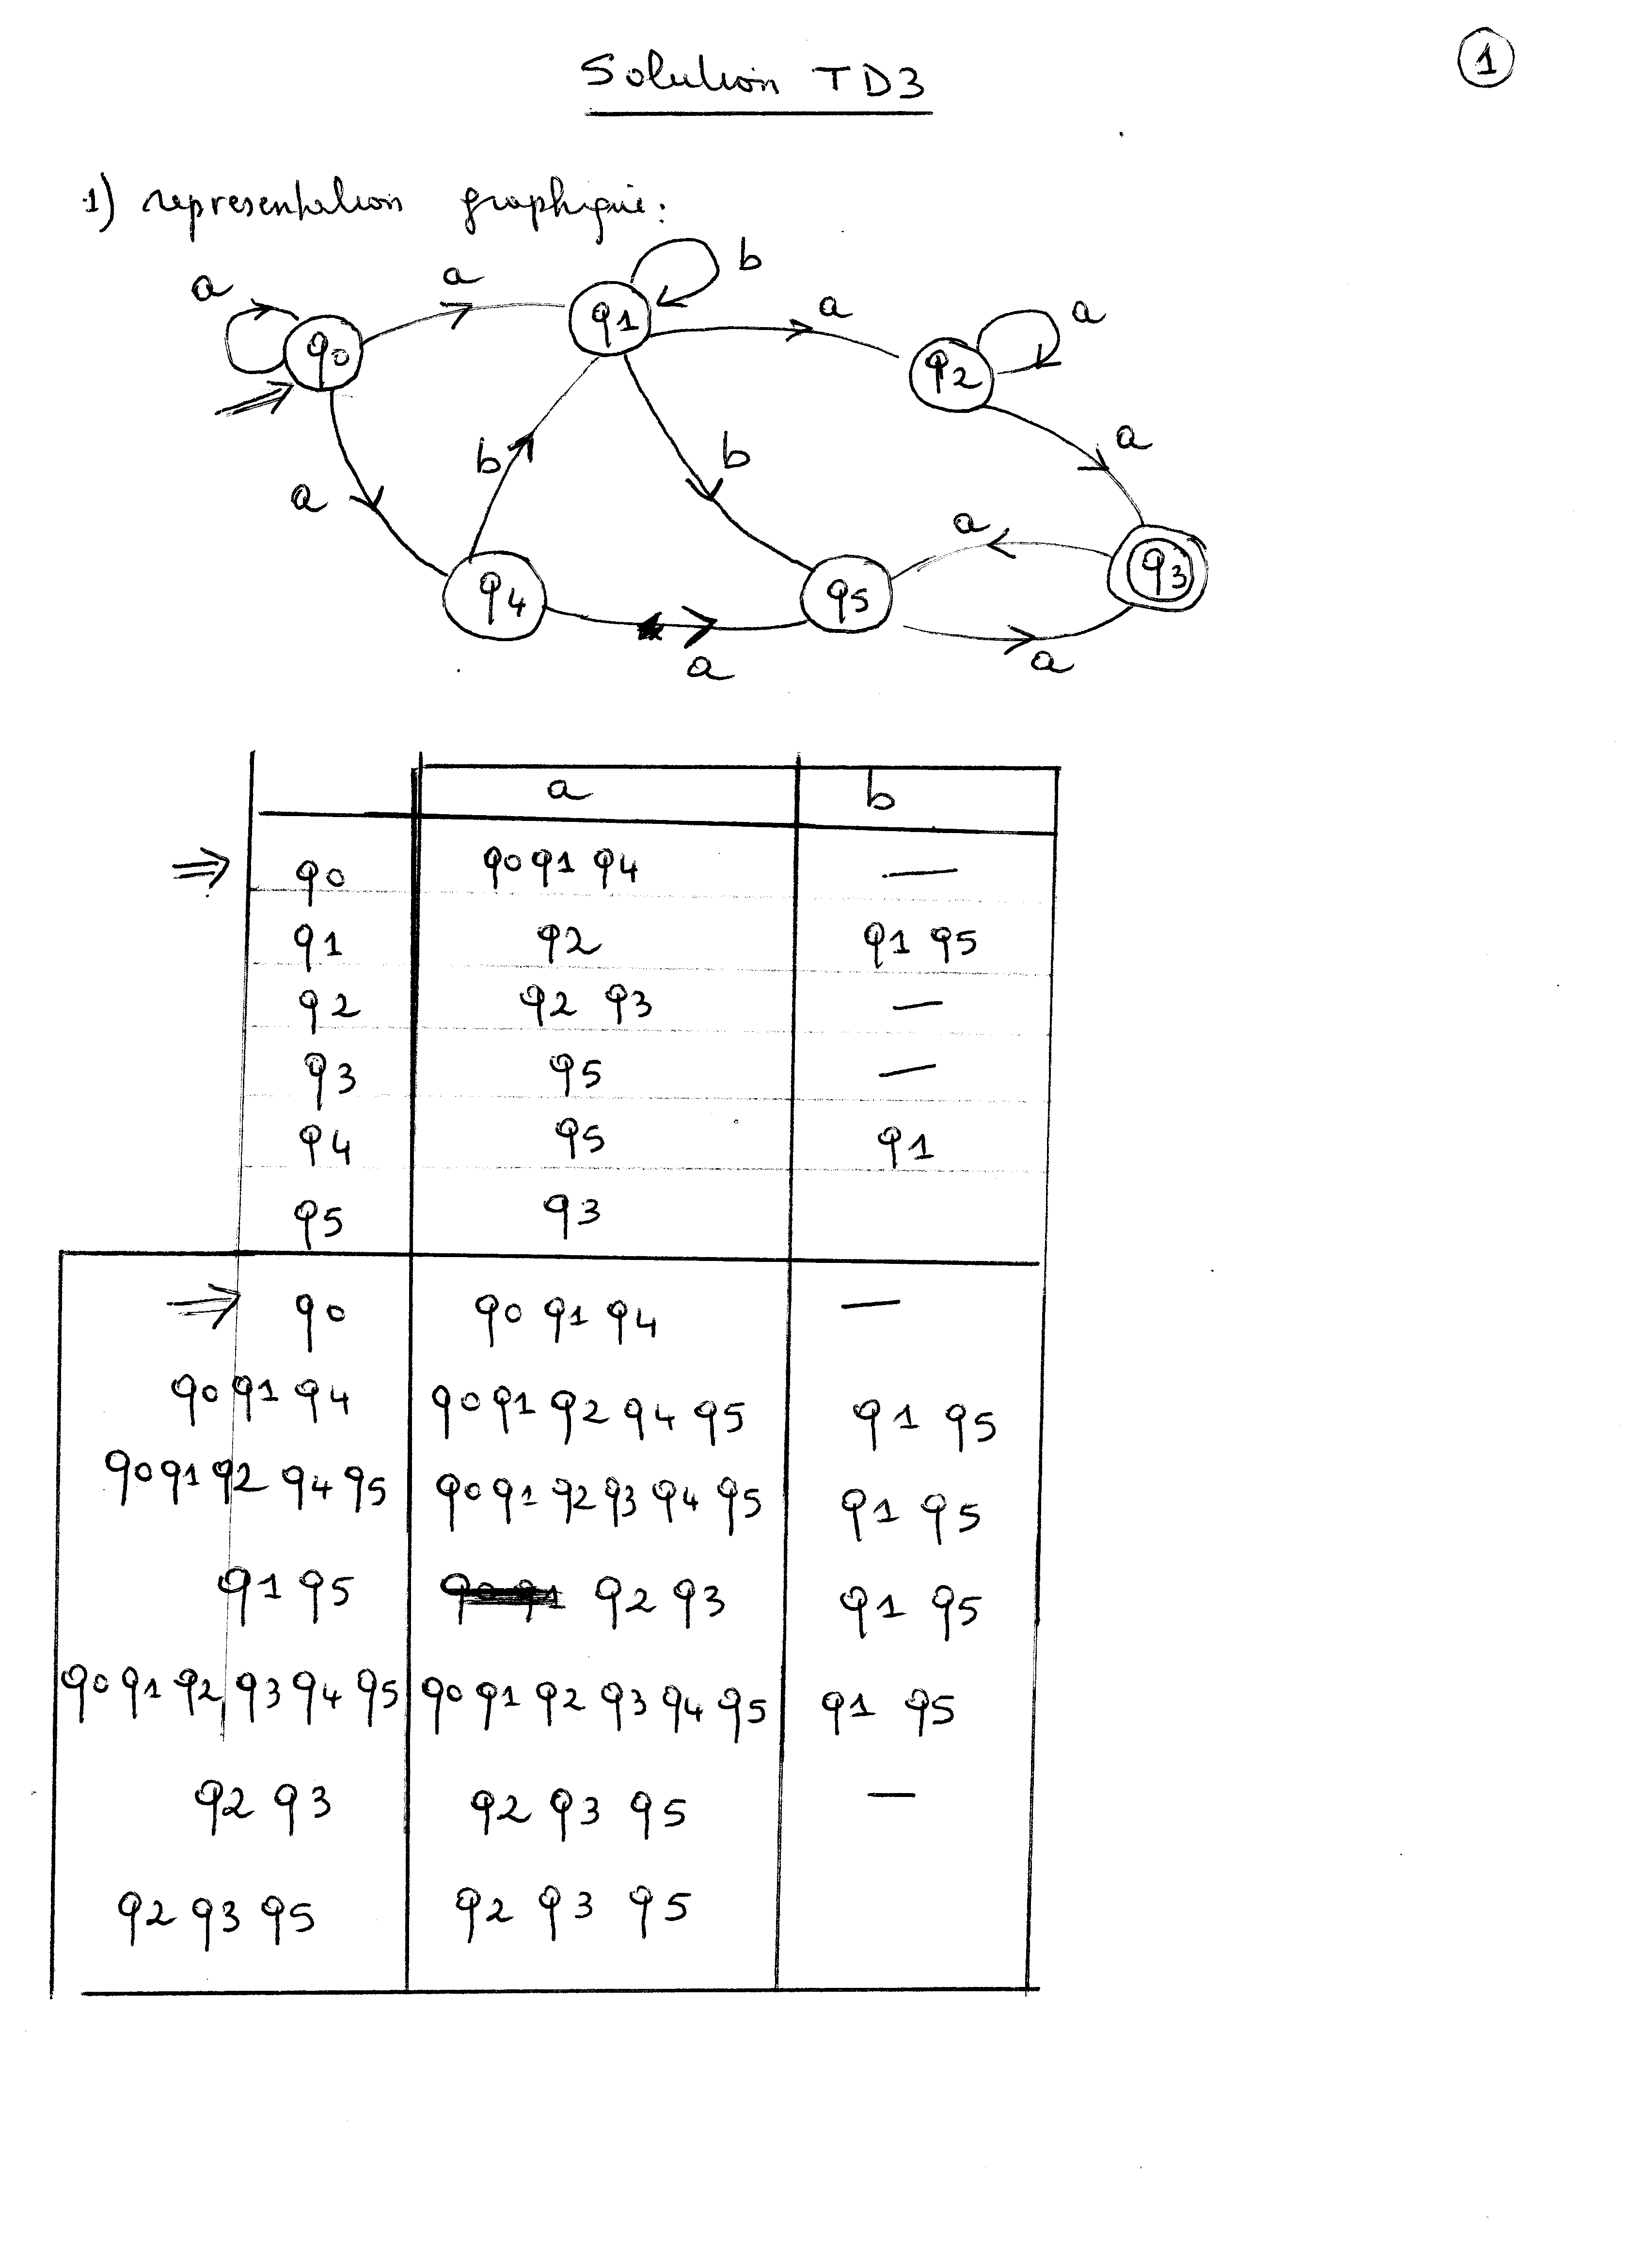 Solution TD3
1
1) representation graphique:
a
a
q1
b
a
q2
a
q0
a
b
b
a
a
q4
q5
a
q3
a
a
a b
⇒ q0 q0 q1 q4 —
q1 q2 q1 q5
q2 q2 q3 —
q3 q5 —
q4 q5 q1
q5 q3
⇒ q0 q0 q1 q4 —
q0 q1 q4 q0 q1 q2 q4 q5 q1 q5
q0 q1 q2 q4 q5 q0 q1 q2 q3 q4 q5 q1 q5
q1 q5 q2 q3 q1 q5
q0 q1 q2 q3 q4 q5 q0 q1 q2 q3 q4 q5 q1 q5
q2 q3 q2 q3 q5 —
q2 q3 q5 q2 q3 q5